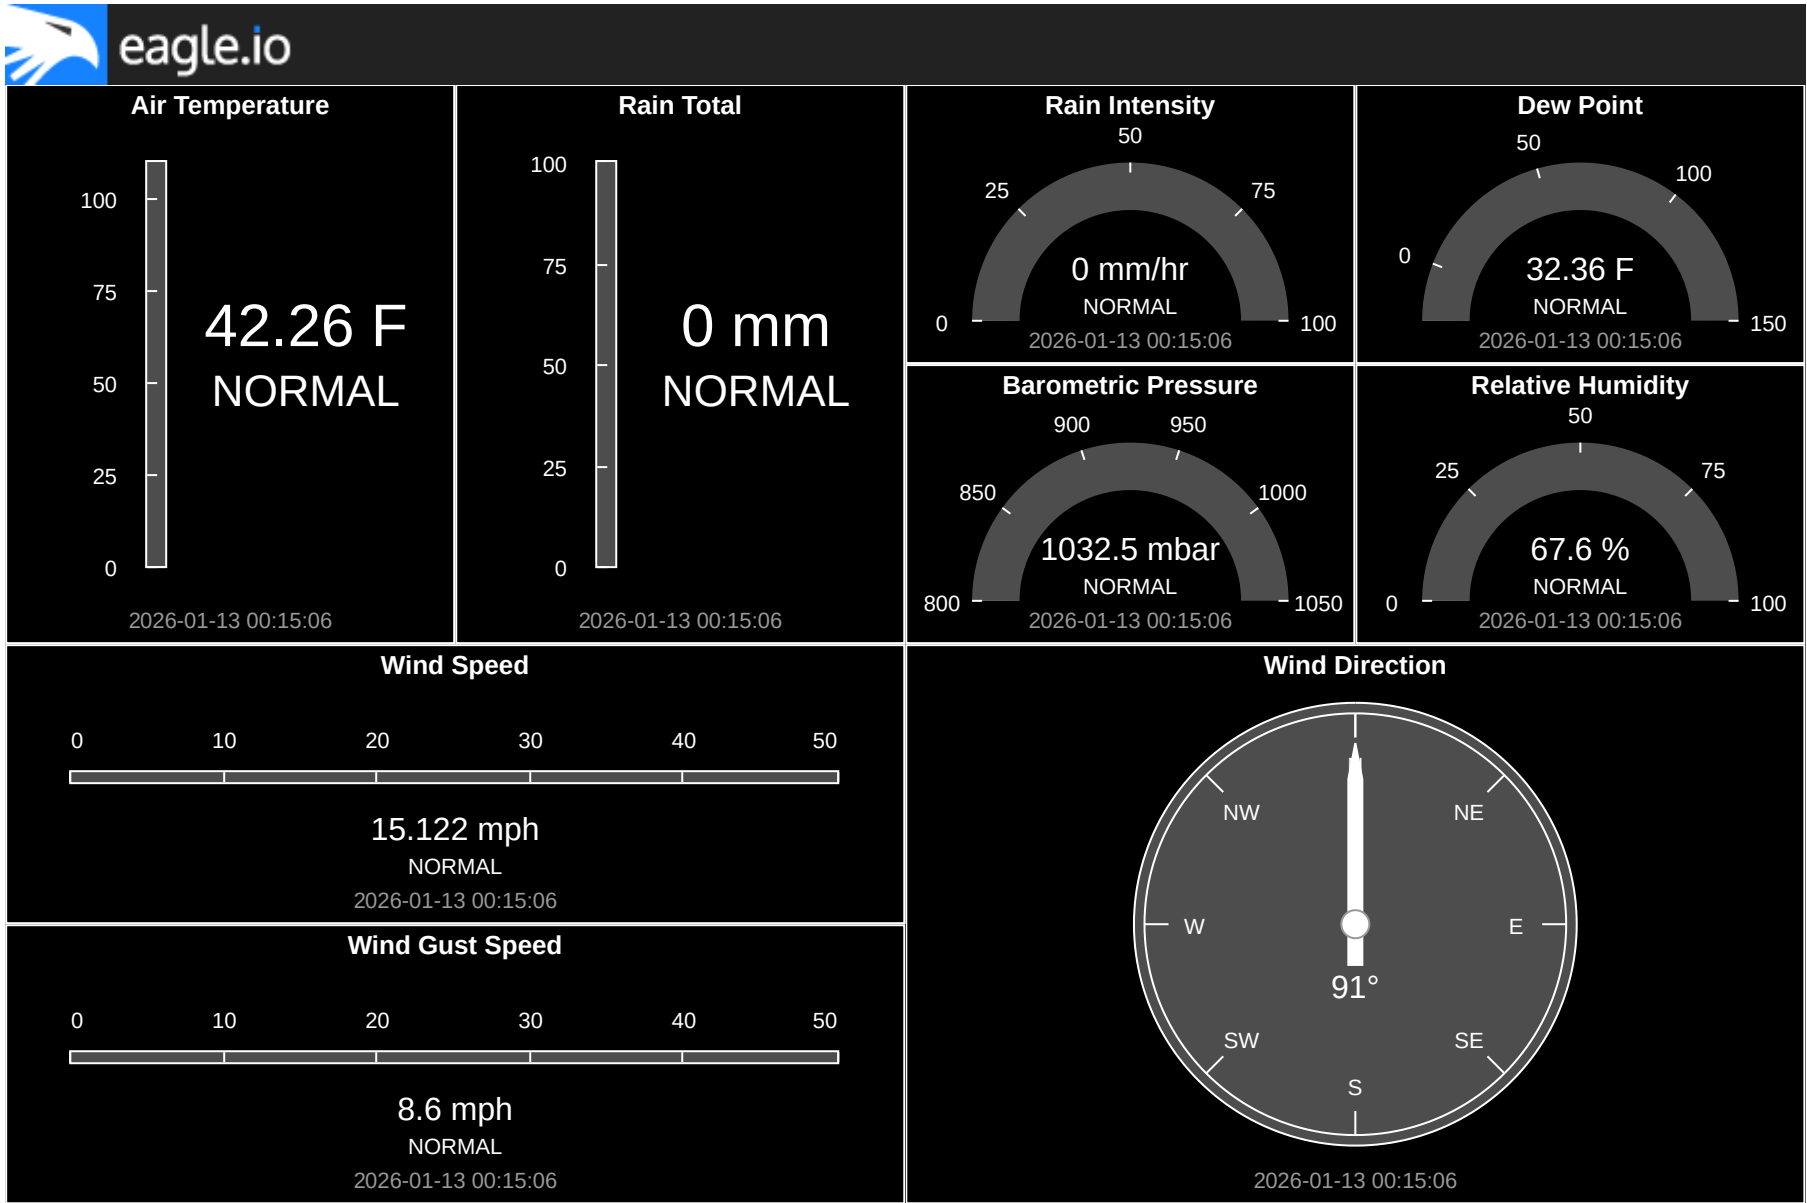 eagle.io
Air Temperature
100
75
50
25
0
42.26 F
NORMAL
2026-01-13 00:15:06
Rain Total
100
75
50
25
0
0 mm
NORMAL
2026-01-13 00:15:06
Rain Intensity
0
25
50
75
100
0 mm/hr
NORMAL
2026-01-13 00:15:06
Dew Point
0
50
100
150
32.36 F
NORMAL
2026-01-13 00:15:06
Barometric Pressure
800
850
900
950
1000
1050
1032.5 mbar
NORMAL
2026-01-13 00:15:06
Relative Humidity
0
25
50
75
100
67.6 %
NORMAL
2026-01-13 00:15:06
Wind Speed
0 10 20 30 40 50
15.122 mph
NORMAL
2026-01-13 00:15:06
Wind Gust Speed
0 10 20 30 40 50
8.6 mph
NORMAL
2026-01-13 00:15:06
Wind Direction
NW NE
W E
91°
SW SE
S
2026-01-13 00:15:06